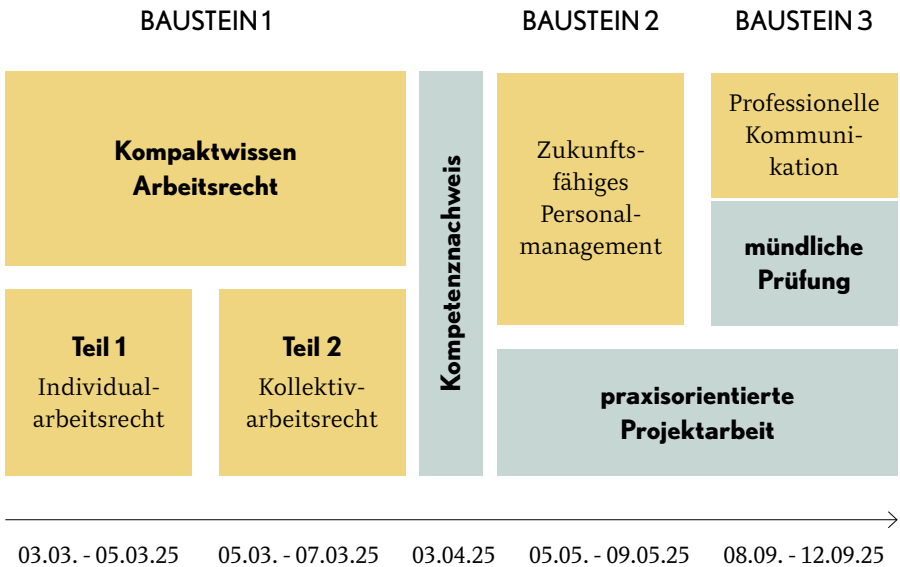 BAUSTEIN 1
BAUSTEIN 2
BAUSTEIN 3
Kompaktwissen
Arbeitsrecht
Teil 1
Individual-
arbeitsrecht
Teil 2
Kollektiv-
arbeitsrecht
Kompetenznachweis
Zukunfts-
fähiges
Personal-
management
Professionelle
Kommuni-
kation
mündliche
Prüfung
praxisorientierte
Projektarbeit
03.03. - 05.03.25
05.03. - 07.03.25
03.04.25
05.05. - 09.05.25
08.09. - 12.09.25